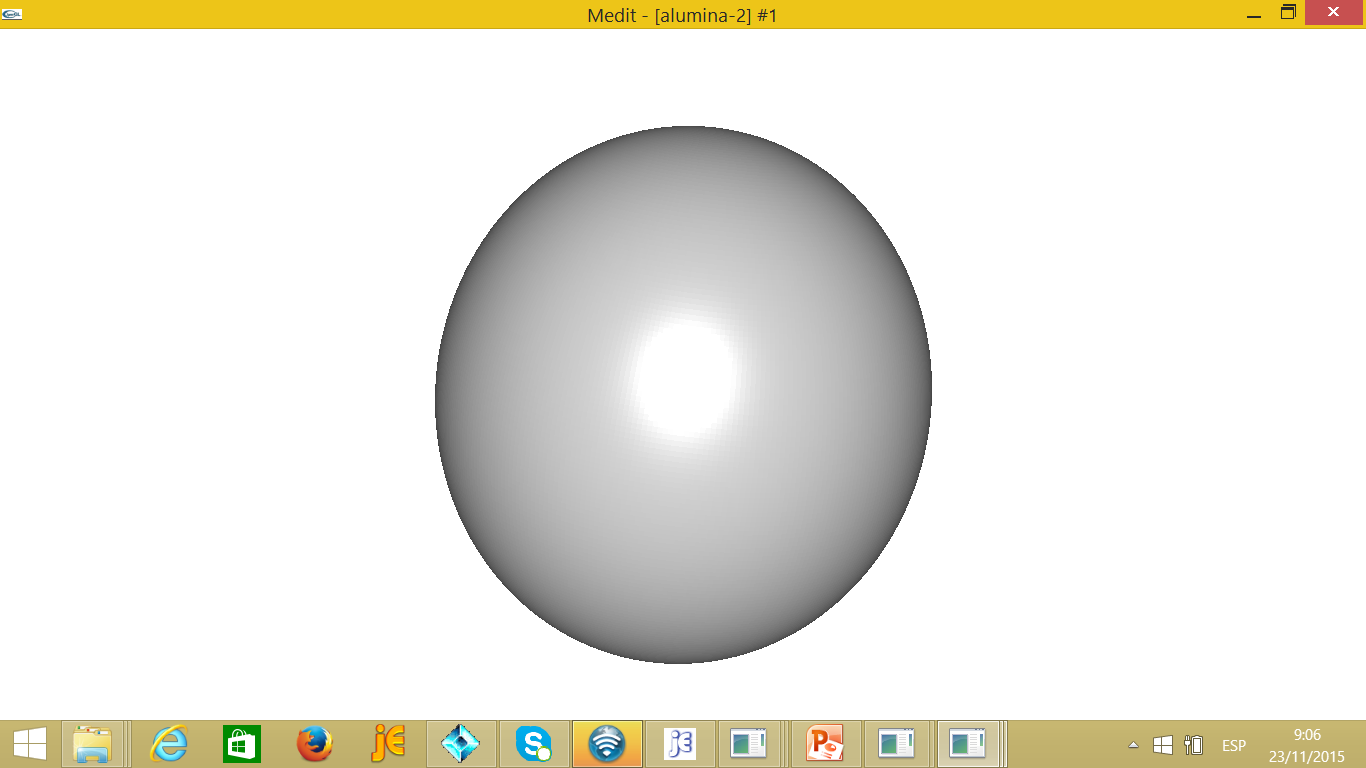 Medit - [alumina-2] #1
ESP
9:06
23/11/2015